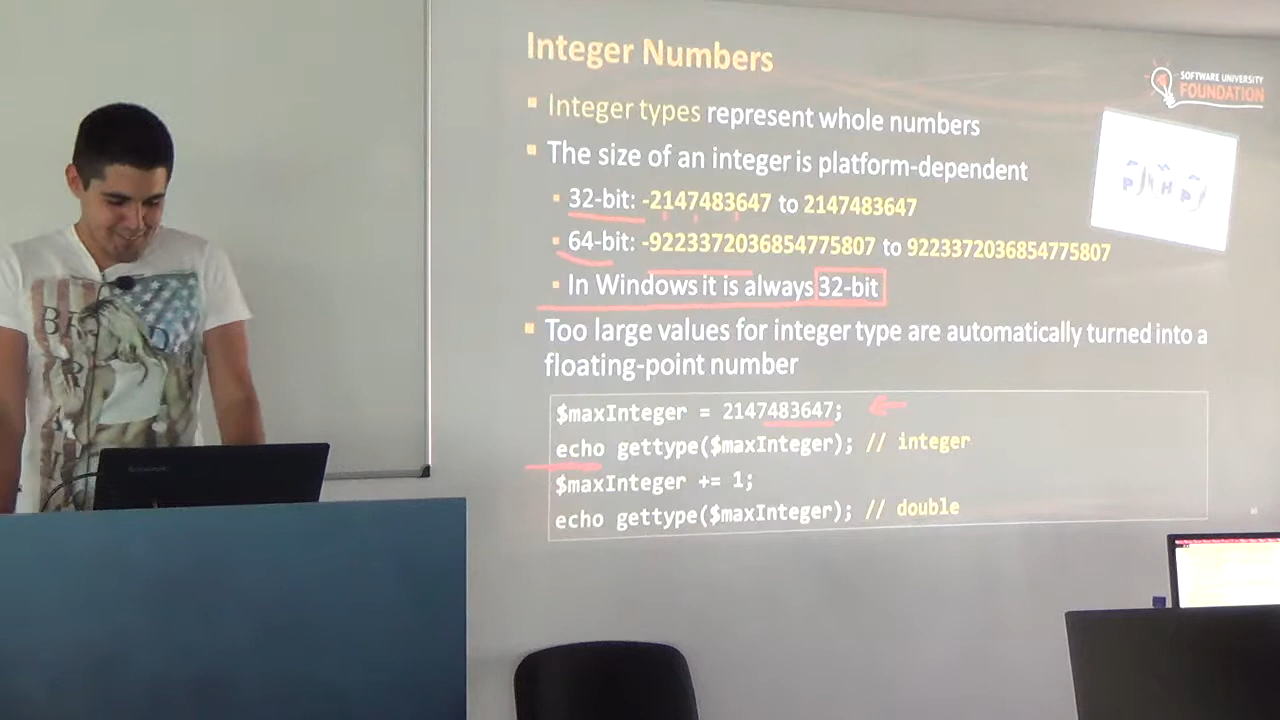 Integer Numbers
SOFTWARE UNIVERSITY
FOUNDATION
Integer types represent whole numbers
The size of an integer is platform-dependent
32-bit: -2147483647 to 2147483647
64-bit: -9223372036854775807 to 9223372036854775807
In Windows it is always 32-bit
Too large values for integer type are automatically turned into a
floating-point number
$maxInteger = 2147483647;
echo gettype($maxInteger); // integer
$maxInteger += 1;
echo gettype($maxInteger); // double